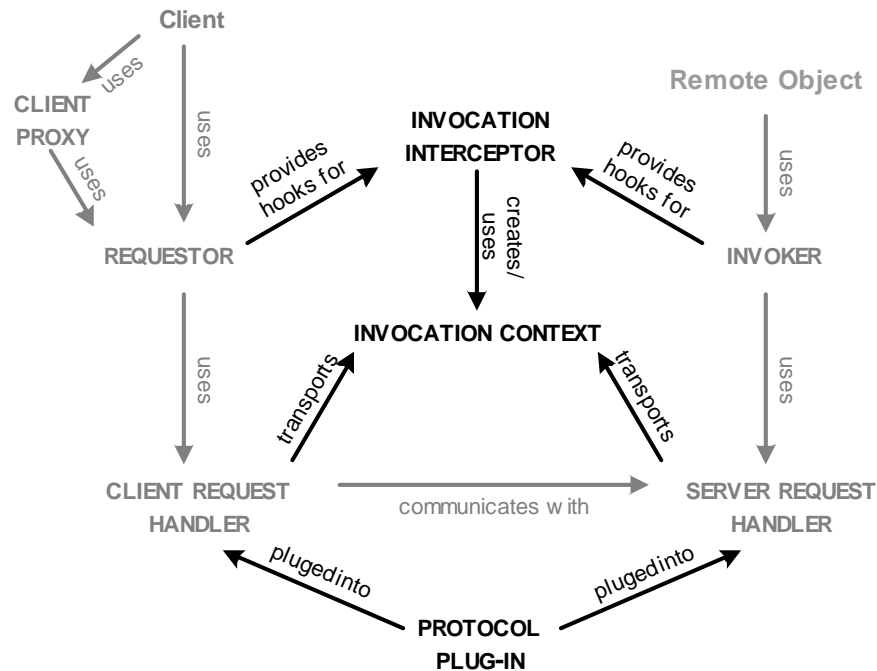 Client
uses
CLIENT
PROXY
uses
uses
Remote Object
INVOCATION
INTERCEPTOR
provides
hooks for
provides
hooks for
uses
REQUESTOR
creates/
uses
INVOKER
INVOCATION CONTEXT
uses
transports
transports
uses
CLIENT REQUEST
HANDLER
communicates with
SERVER REQUEST
HANDLER
plugedinto
plugedinto
PROTOCOL
PLUG-IN